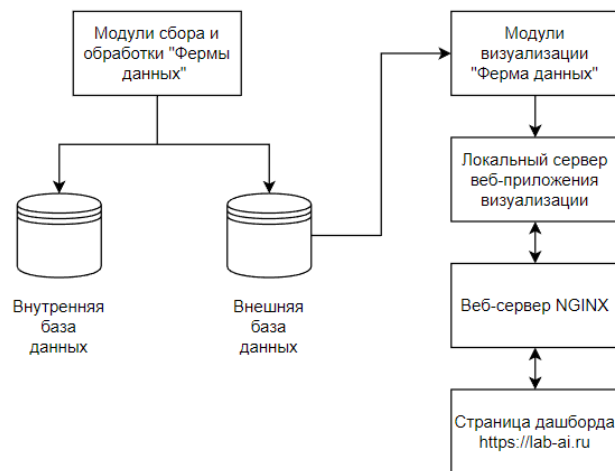 Модули сбора и
обработки "Фермы
данных"
Модули
визуализации
"Ферма данных"
Локальный сервер
веб-приложения
визуализации
Внутренняя
база
данных
Внешняя
база
данных
Веб-сервер NGINX
Страница дашборда
https://lab-ai.ru